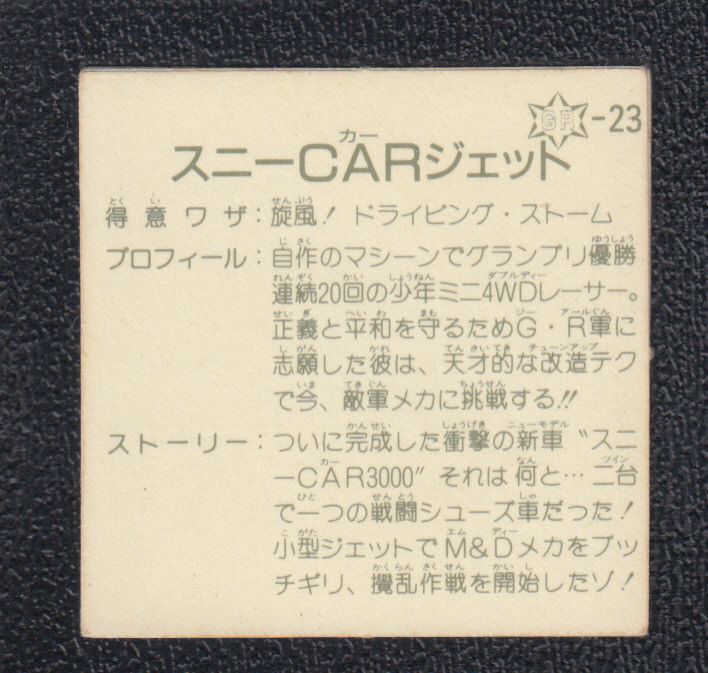 GR-23
スニーCARジェット
得意ワザ：旋風！ドライビング・ストーム
プロフィール：自作のマシーンでグランプリ優勝
連続20回の少年ミニ4WDレーサー。
正義と平和を守るためG・R軍に
志願した彼は、天才的な改造テク
で今、敵軍メカに挑戦する!!
ストーリー：ついに完成した衝撃の新車〝スニ
ーCAR3000〟それは何と…二台
で一つの戦闘シューズ車だった！
小型ジェットでM&Dメカをブッ
チギリ、攪乱作戦を開始したゾ！